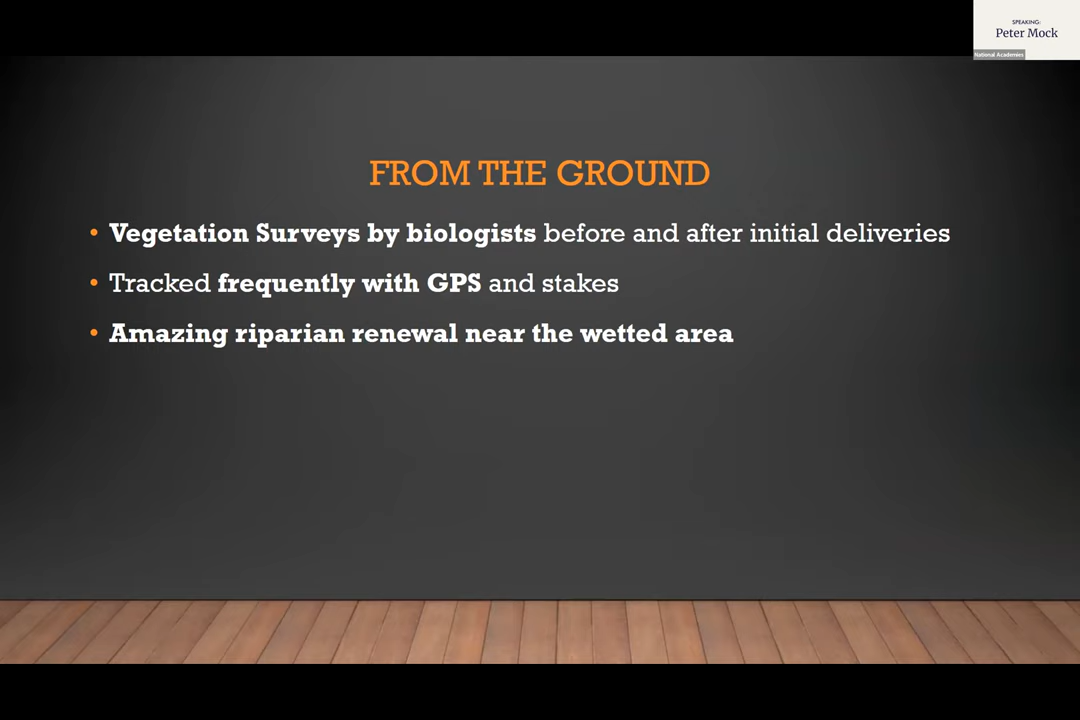 SPEAKING:
Peter Mock
National Academies
FROM THE GROUND
• Vegetation Surveys by biologists before and after initial deliveries
• Tracked frequently with GPS and stakes
• Amazing riparian renewal near the wetted area